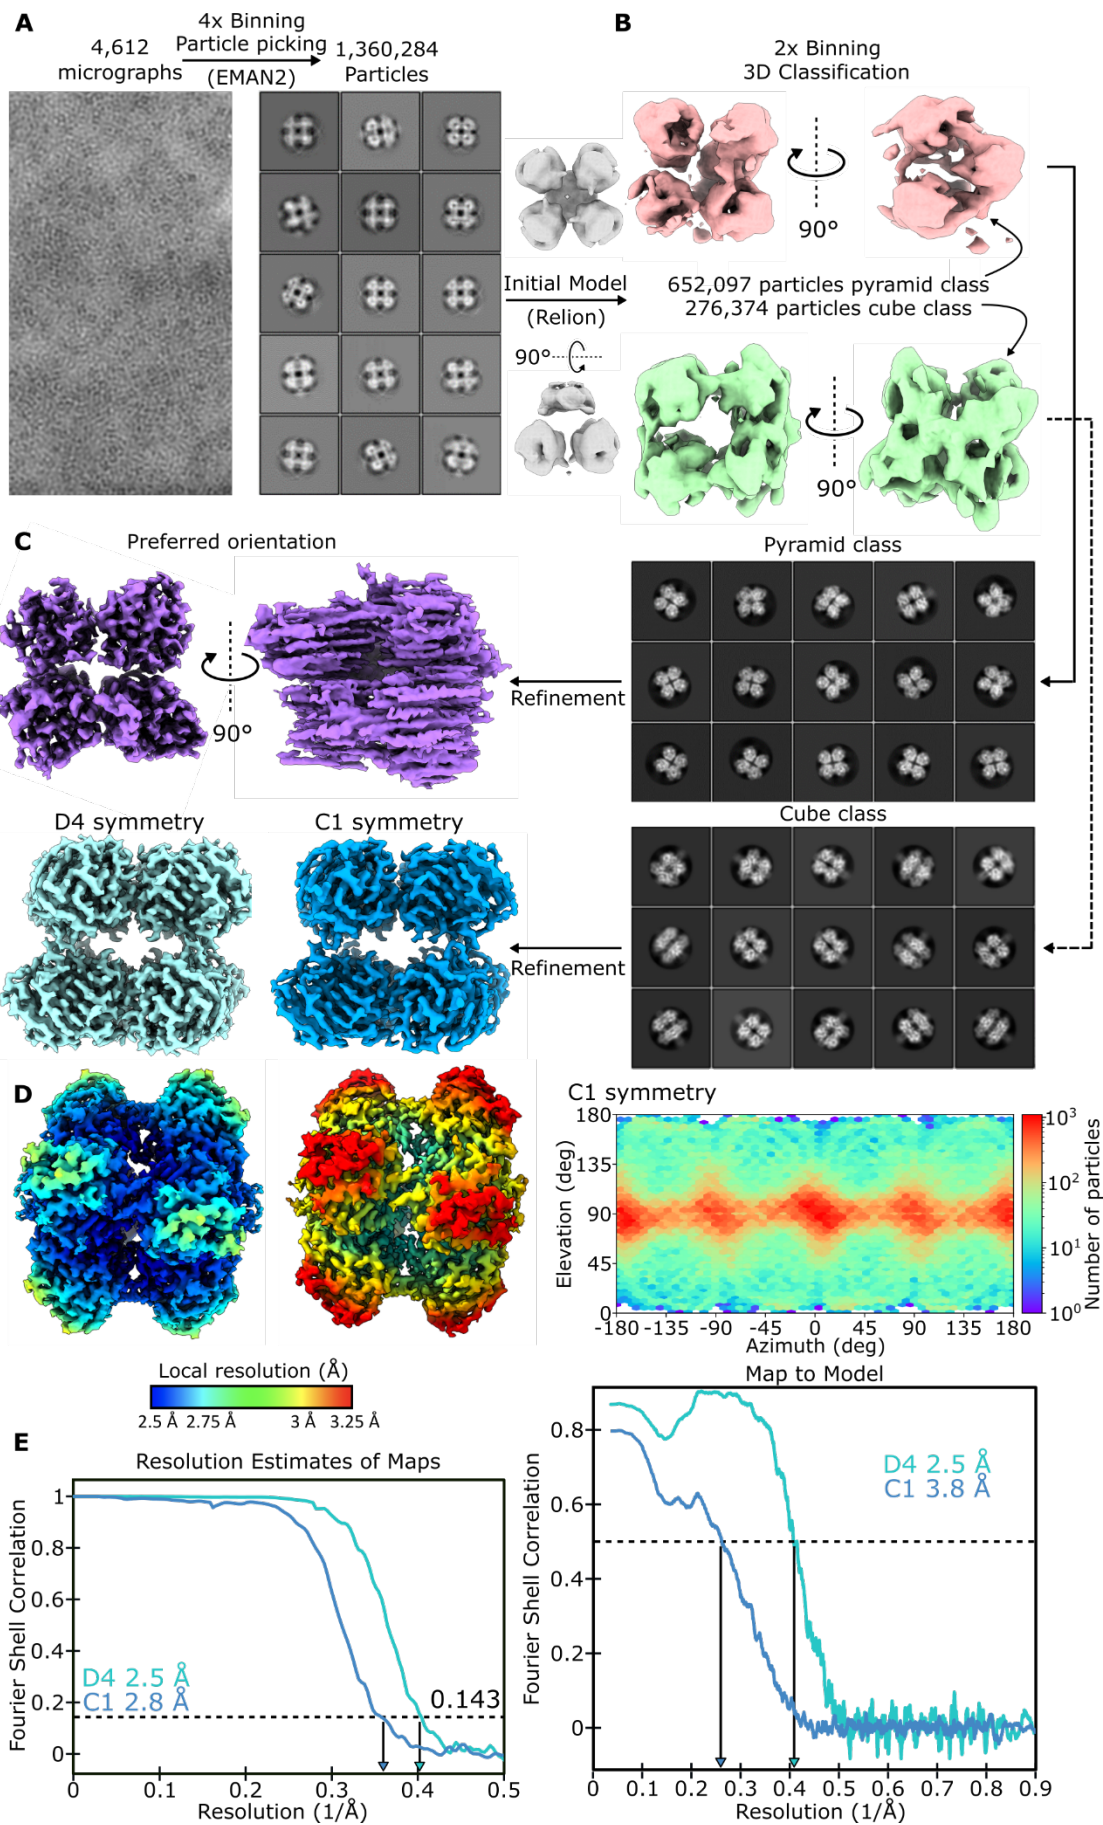 A
4,612
micrographs
4x Binning
Particle picking
(EMAN2)
1,360,284
Particles
B
2x Binning
3D Classification
90°
Initial Model
(Relion)
90°
652,097 particles pyramid class
276,374 particles cube class
90°
C
Preferred orientation
90°
Refinement
Pyramid class
D4 symmetry
C1 symmetry
Refinement
Cube class
D
Local resolution (Å)
2.5 Å 2.75 Å 3 Å 3.25 Å
C1 symmetry
180
135
90
45
0
Elevation (deg)
-180 -135 -90 -45 0 45 90 135 180
Azimuth (deg)
10³
10²
10¹
10⁰
Number of particles
E
Resolution Estimates of Maps
1
0.8
0.6
0.4
0.2
0
Fourier Shell Correlation
D4 2.5 Å
C1 2.8 Å
0.143
0 0.1 0.2 0.3 0.4 0.5
Resolution (1/Å)
Map to Model
0.8
0.6
0.4
0.2
0
Fourier Shell Correlation
D4 2.5 Å
C1 3.8 Å
0 0.1 0.2 0.3 0.4 0.5 0.6 0.7 0.8 0.9
Resolution (1/Å)